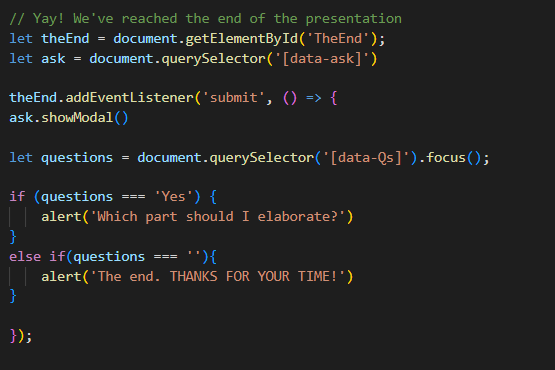 // Yay! We've reached the end of the presentation
let theEnd = document.getElementById('TheEnd');
let ask = document.querySelector('[data-ask]')
theEnd.addEventListener('submit', () => {
ask.showModal()
let questions = document.querySelector('[data-Qs]').focus();
if (questions === 'Yes') {
alert('Which part should I elaborate?')
}
else if(questions === ''){
alert('The end. THANKS FOR YOUR TIME!')
}
});